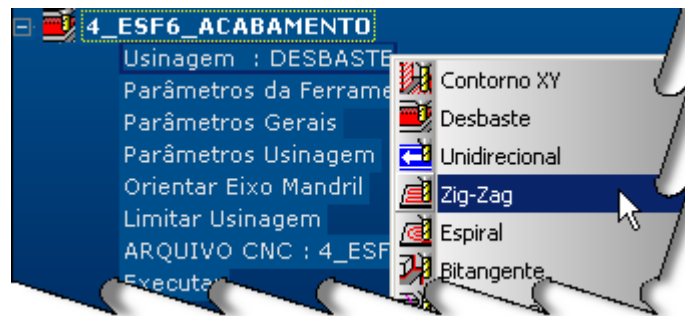 4_ESF6_ACABAMENTO
Usinagem : DESBASTE
Parâmetros da Ferrame
Parâmetros Gerais
Parâmetros Usinagem
Orientar Eixo Mandril
Limitar Usinagem
ARQUIVO CNC : 4_ESF
Executar
Contorno XY
Desbaste
Unidirecional
Zig-Zag
Espiral
Bitangente